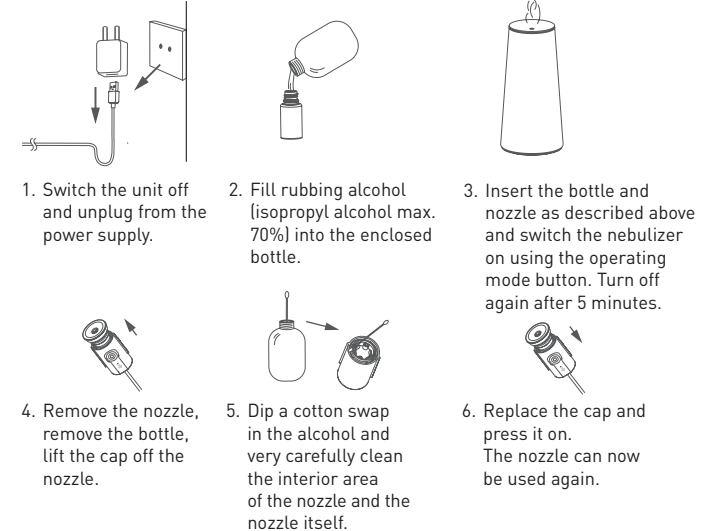 1. Switch the unit off
and unplug from the
power supply.
2. Fill rubbing alcohol
(isopropyl alcohol max.
70%) into the enclosed
bottle.
3. Insert the bottle and
nozzle as described above
and switch the nebulizer
on using the operating
mode button. Turn off
again after 5 minutes.
4. Remove the nozzle,
remove the bottle,
lift the cap off the
nozzle.
5. Dip a cotton swap
in the alcohol and
very carefully clean
the interior area
of the nozzle and the
nozzle itself.
6. Replace the cap and
press it on.
The nozzle can now
be used again.